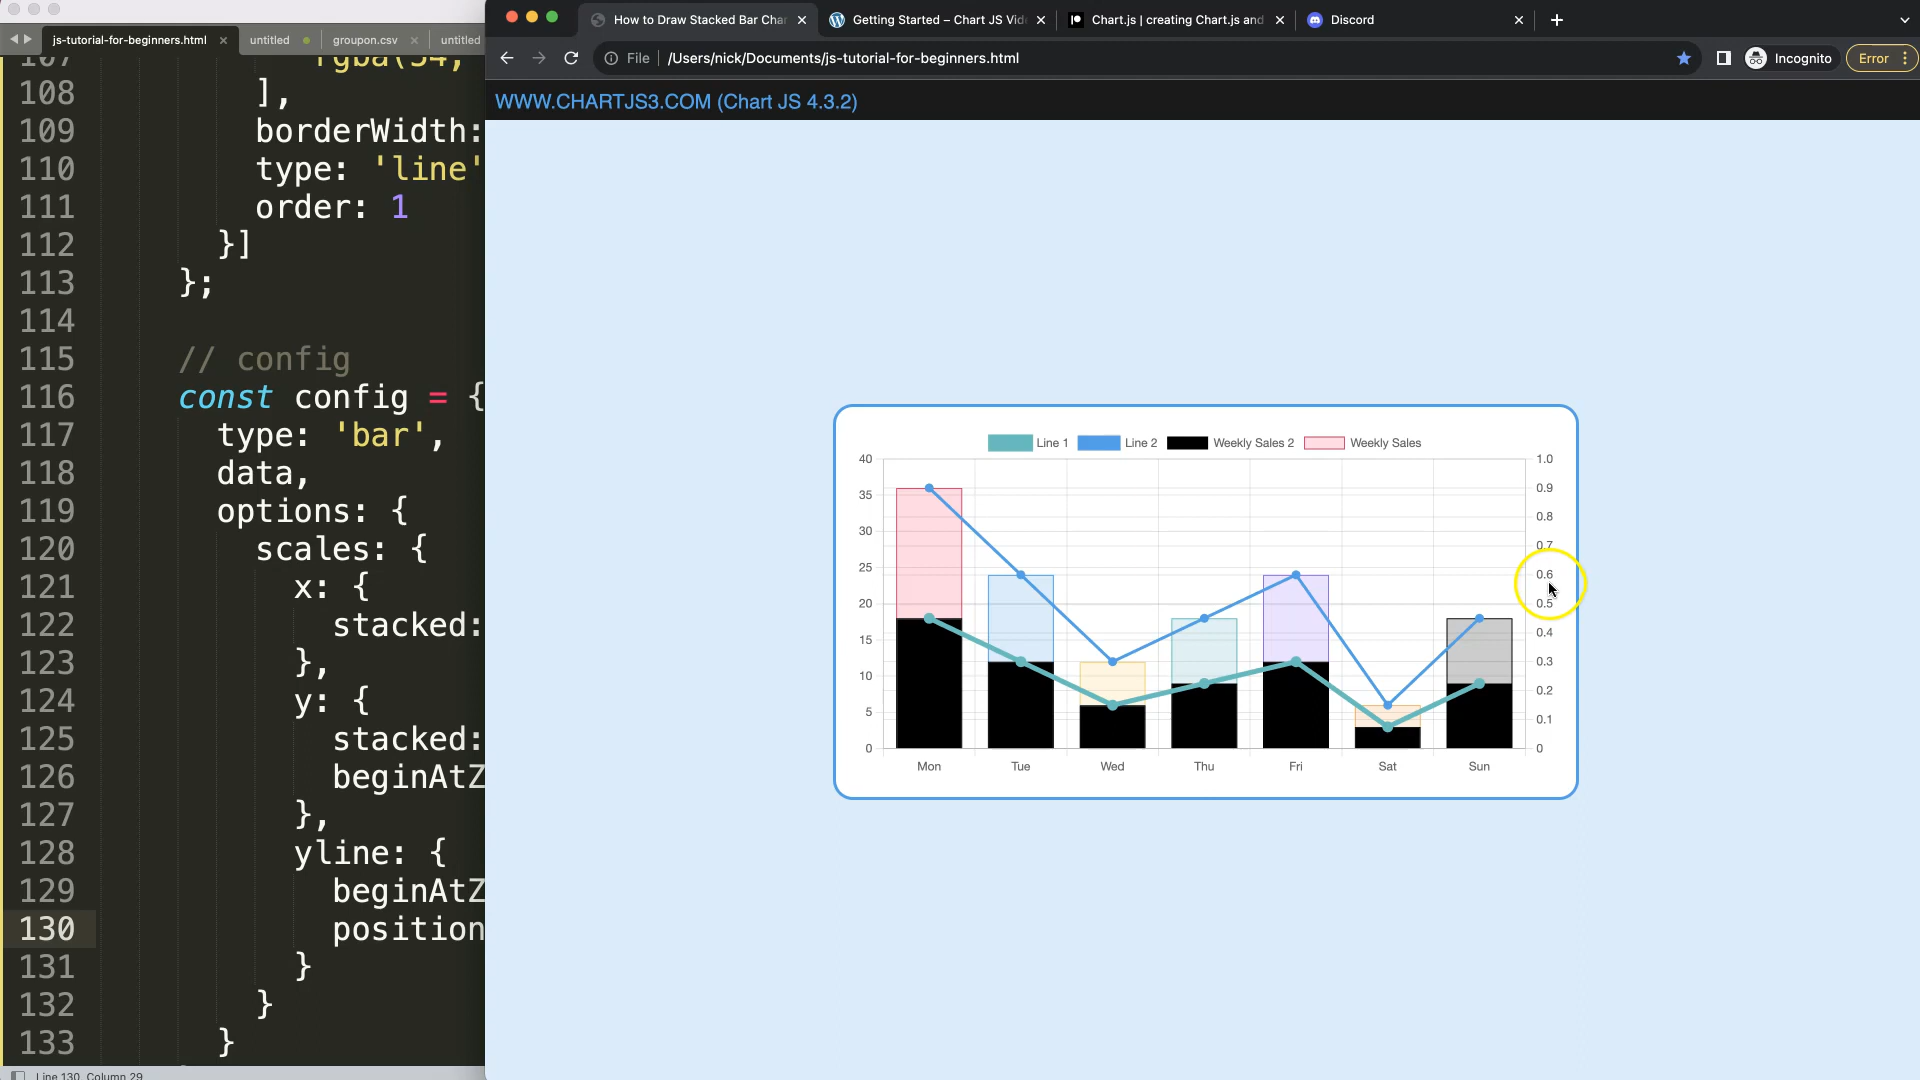 js-tutorial-for-beginners.html
untitled
groupon.csv
untitled
107 rgba(54,
108 ],
109 borderWidth:
110 type: 'line'
111 order: 1
112 }]
113 };
114
115 // config
116 const config = {
117 type: 'bar',
118 data,
119 options: {
120 scales: {
121 x: {
122 stacked:
123 },
124 y: {
125 stacked:
126 beginAtZ
127 },
128 yline: {
129 beginAtZ
130 position
131 }
132 }
133 }
Line 130, Column 29
How to Draw Stacked Bar Char
Getting Started – Chart JS Vid
Chart.js | creating Chart.js and
Discord
File
/Users/nick/Documents/js-tutorial-for-beginners.html
Incognito
Error
WWW.CHARTJS3.COM (Chart JS 4.3.2)
Line 1 Line 2 Weekly Sales 2 Weekly Sales
40
35
30
25
20
15
10
5
0
1.0
0.9
0.8
0.7
0.6
0.5
0.4
0.3
0.2
0.1
0
Mon Tue Wed Thu Fri Sat Sun